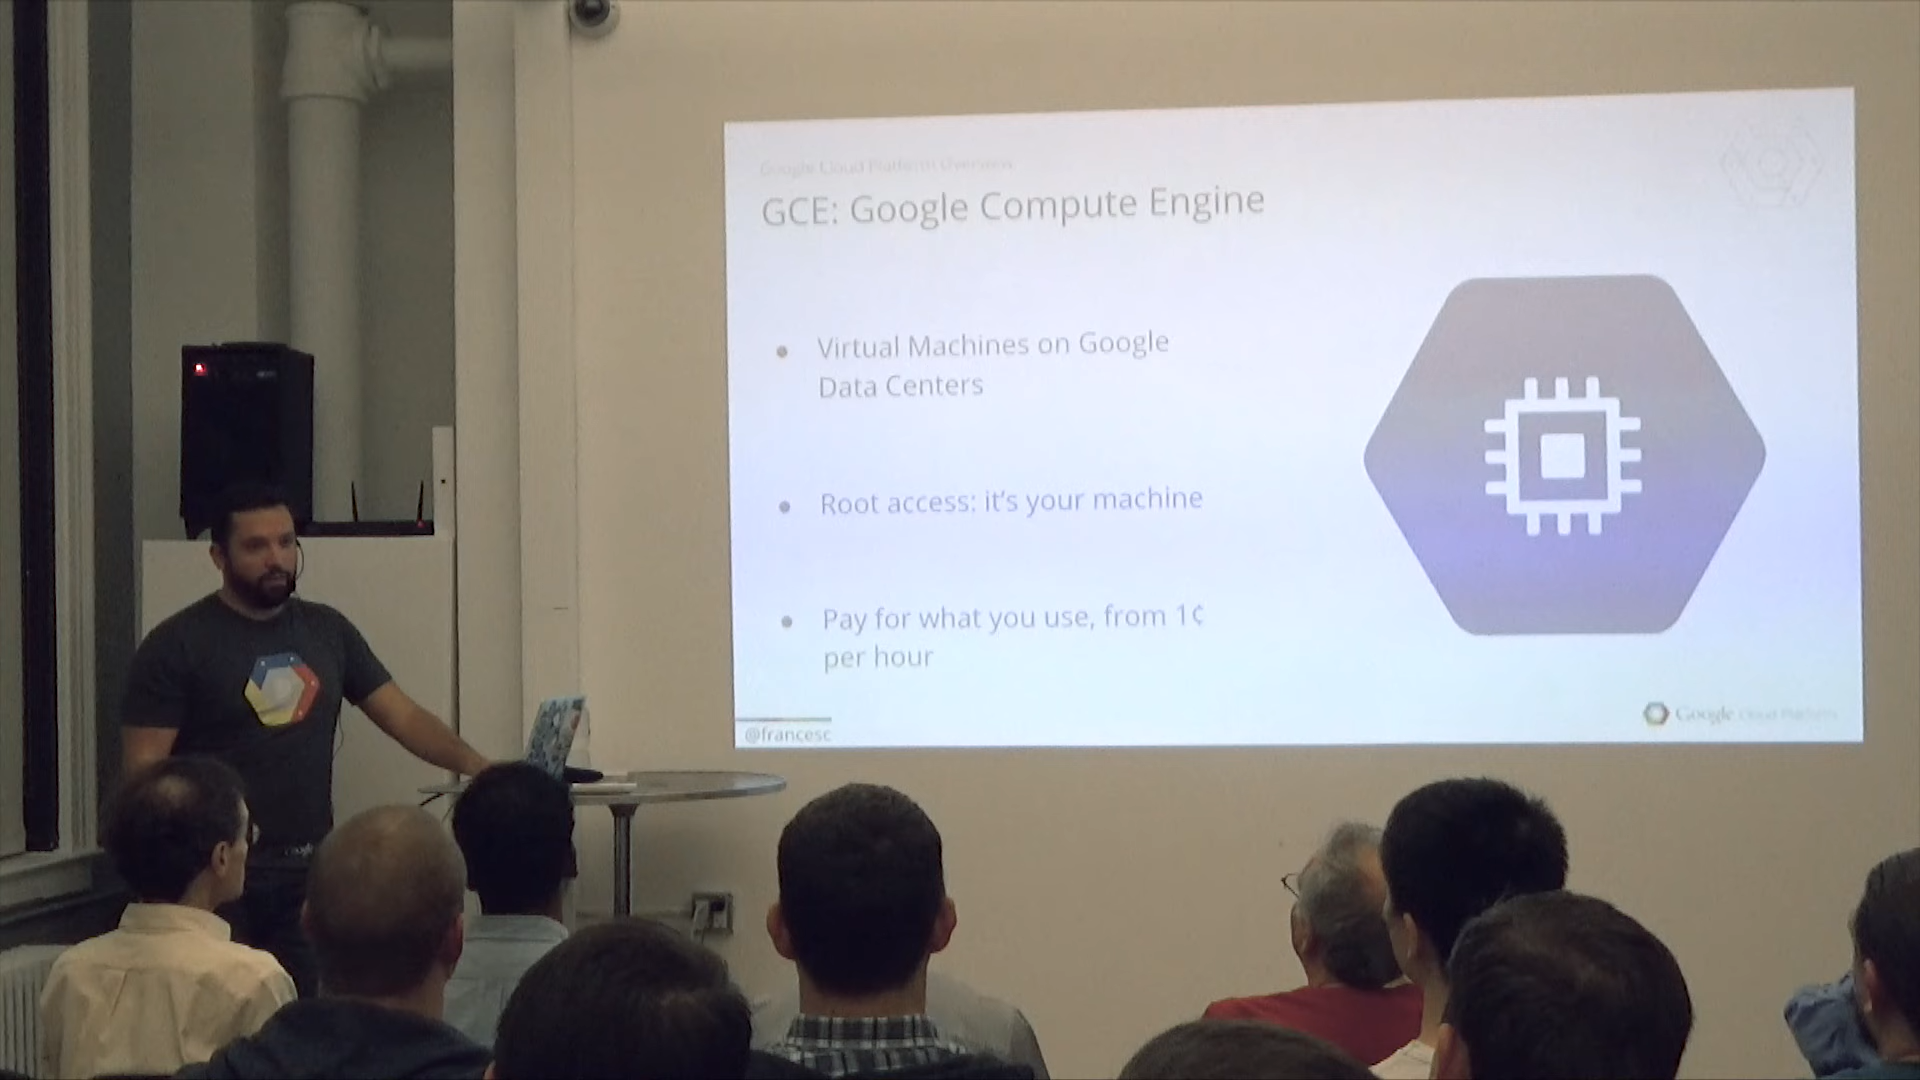 Google Cloud Platform Overview
GCE: Google Compute Engine
● Virtual Machines on Google
Data Centers
● Root access: it's your machine
● Pay for what you use, from 1¢
per hour
@francesc
Google Cloud Platform